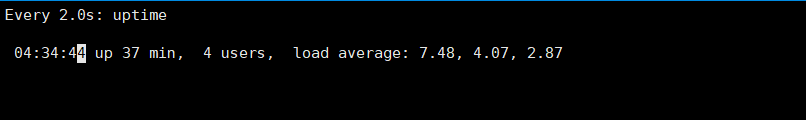 Every 2.0s: uptime
04:34:44 up 37 min,  4 users,  load average: 7.48, 4.07, 2.87